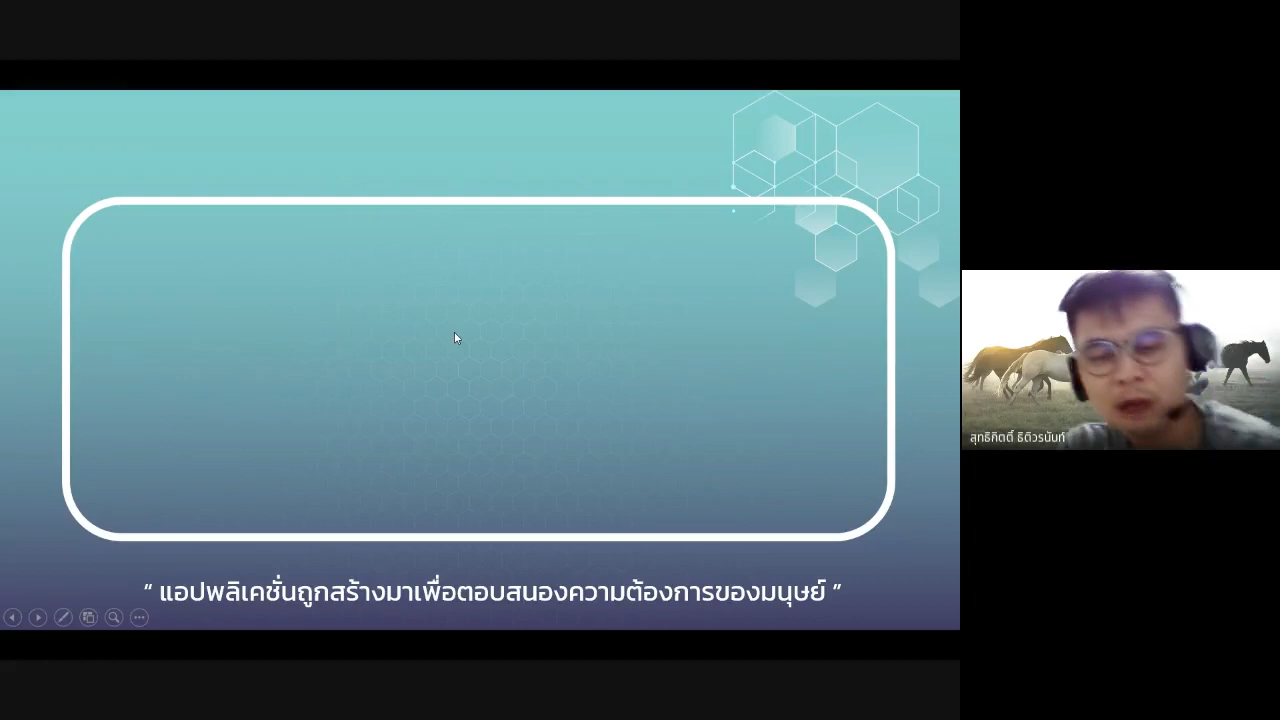 “ แอปพลิเคชั่นถูกสร้างมาเพื่อตอบสนองความต้องการของมนุษย์ ”
สุทธิกิตติ์ ธิติวรนันท์